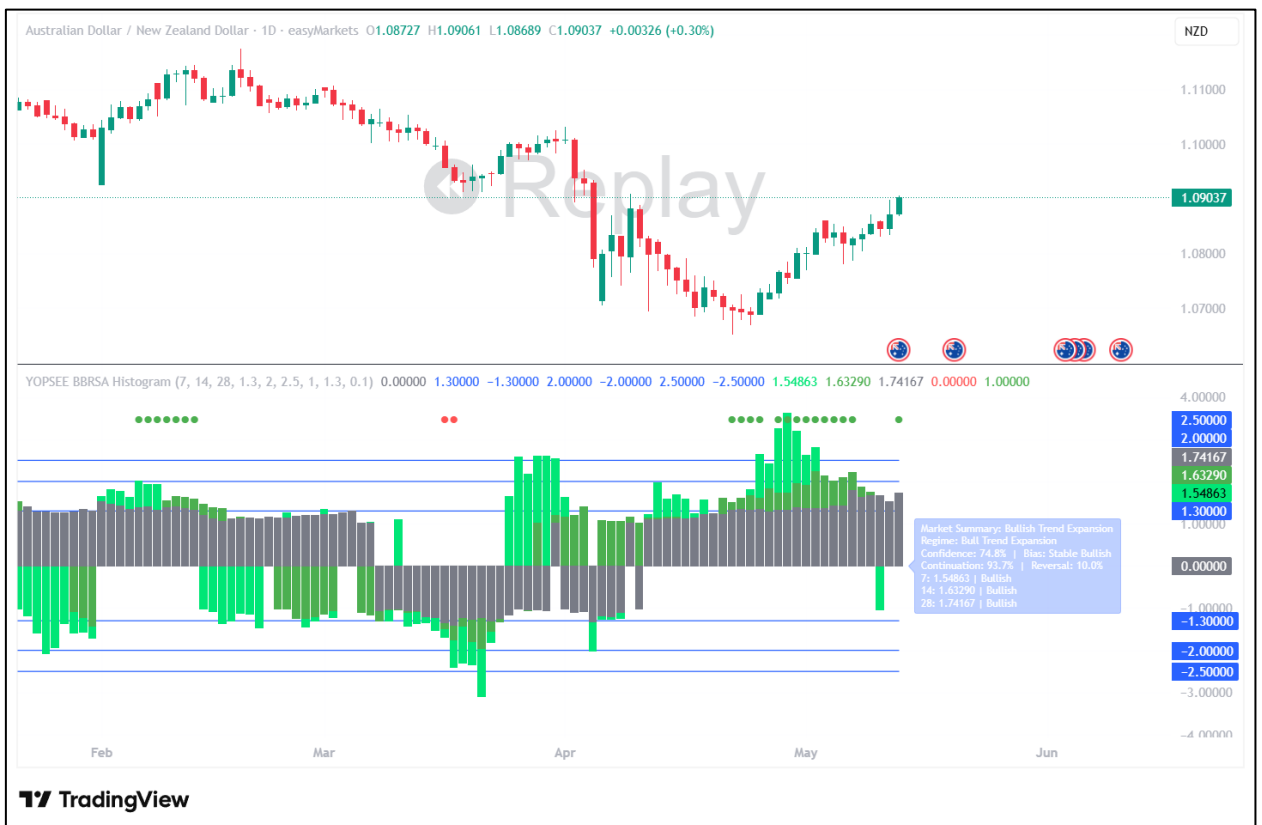 Australian Dollar / New Zealand Dollar · 1D · easyMarkets O1.08727 H1.09061 L1.08689 C1.09037 +0.00326 (+0.30%)
NZD
1.11000
1.10000
Replay
1.09037
1.08000
1.07000
YOPSEE BBRSA Histogram (7, 14, 28, 1.3, 2, 2.5, 1, 1.3, 0.1) 0.00000 1.30000 −1.30000 2.00000 −2.00000 2.50000 −2.50000 1.54863 1.63290 1.74167 0.00000 1.00000
4.00000
2.50000
2.00000
1.74167
1.63290
1.54863
1.30000
1.00000
Market Summary: Bullish Trend Expansion
Regime: Bull Trend Expansion
Confidence: 74.8% | Bias: Stable Bullish
Continuation: 93.7% | Reversal: 10.0%
7: 1.54863 | Bullish
14: 1.63290 | Bullish
28: 1.74167 | Bullish
0.00000
−1.00000
−1.30000
−2.00000
−2.50000
−3.00000
−4.00000
Feb Mar Apr May Jun
TradingView